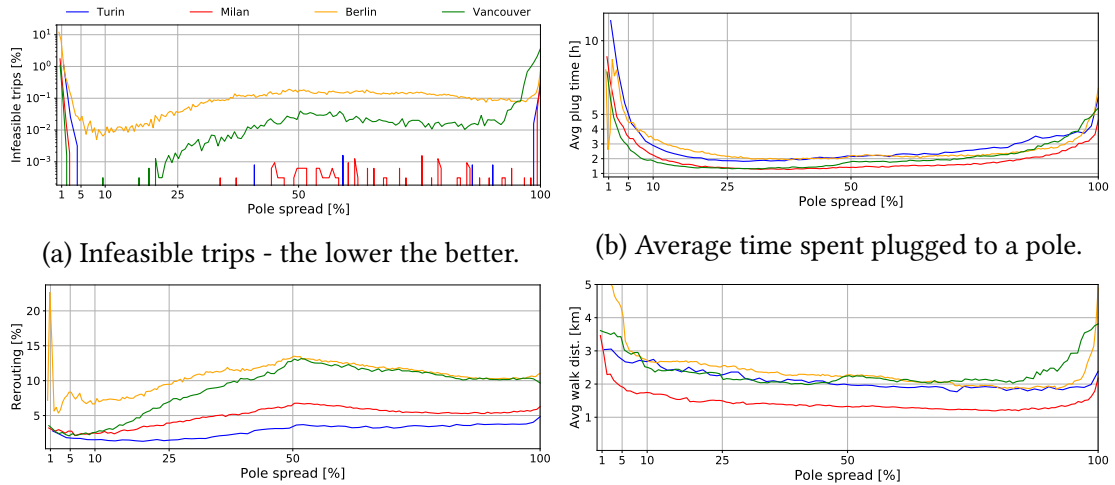 Turin Milan Berlin Vancouver
Infeasible trips [%]
10¹
10⁰
10⁻¹
10⁻²
10⁻³
1 5 10 25 50 100
Pole spread [%]
Avg plug time [h]
10
5
4
3
2
1
1 5 10 25 50 100
Pole spread [%]
(a) Infeasible trips - the lower the better.
(b) Average time spent plugged to a pole.
Rerouting [%]
20
15
10
5
1 5 10 25 50 100
Pole spread [%]
Avg walk dist. [km]
5
4
3
2
1
1 5 10 25 50 100
Pole spread [%]